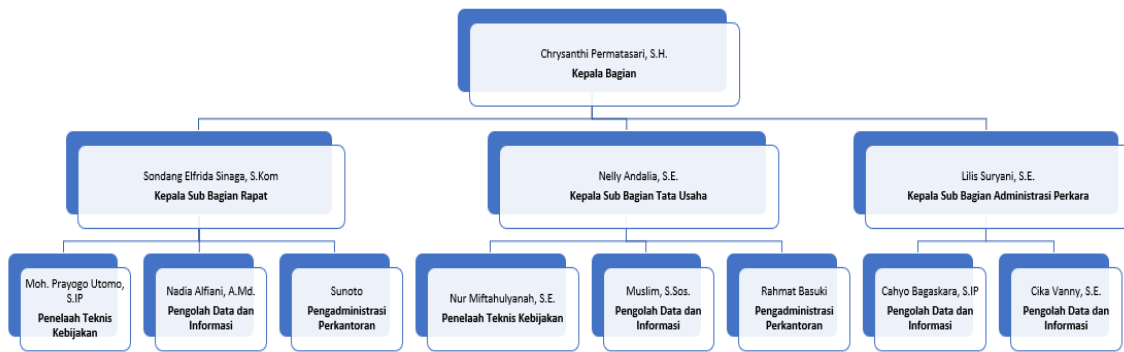 Chrysanthi Permatasari, S.H.
Kepala Bagian
Sondang Elfrida Sinaga, S.Kom
Kepala Sub Bagian Rapat
Nelly Andalia, S.E.
Kepala Sub Bagian Tata Usaha
Lilis Suryani, S.E.
Kepala Sub Bagian Administrasi Perkara
Moh. Prayogo Utomo,
S.IP
Penelaah Teknis
Kebijakan
Nadia Alfiani, A.Md.
Pengolah Data dan
Informasi
Sunoto
Pengadministrasi
Perkantoran
Nur Miftahulyanah, S.E.
Penelaah Teknis Kebijakan
Muslim, S.Sos.
Pengolah Data dan
Informasi
Rahmat Basuki
Pengadministrasi
Perkantoran
Cahyo Bagaskara, S.IP
Pengolah Data dan
Informasi
Cika Vanny, S.E.
Pengolah Data dan
Informasi